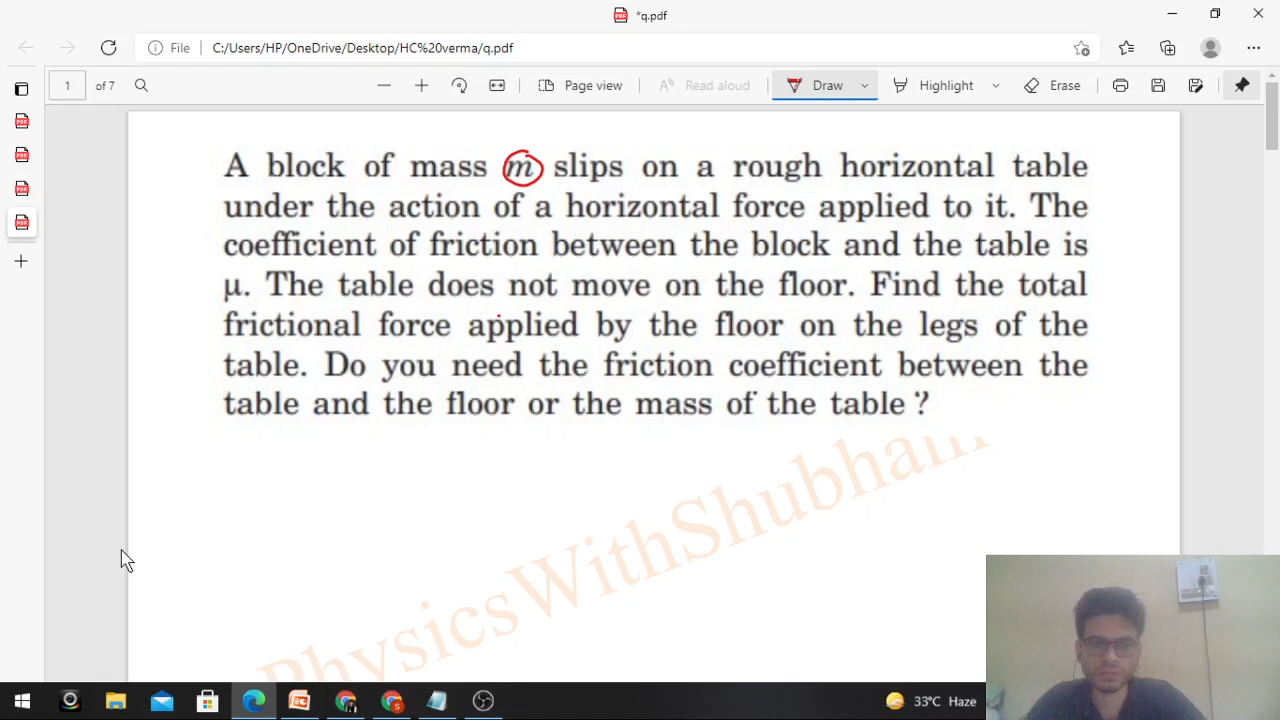 *q.pdf
File C:/Users/HP/OneDrive/Desktop/HC%20verma/q.pdf
1 of 7 Page view Read aloud Draw Highlight Erase
A block of mass m slips on a rough horizontal table
under the action of a horizontal force applied to it. The
coefficient of friction between the block and the table is
μ. The table does not move on the floor. Find the total
frictional force applied by the floor on the legs of the
table. Do you need the friction coefficient between the
table and the floor or the mass of the table ?
PhysicsWithShubham
33°C Haze